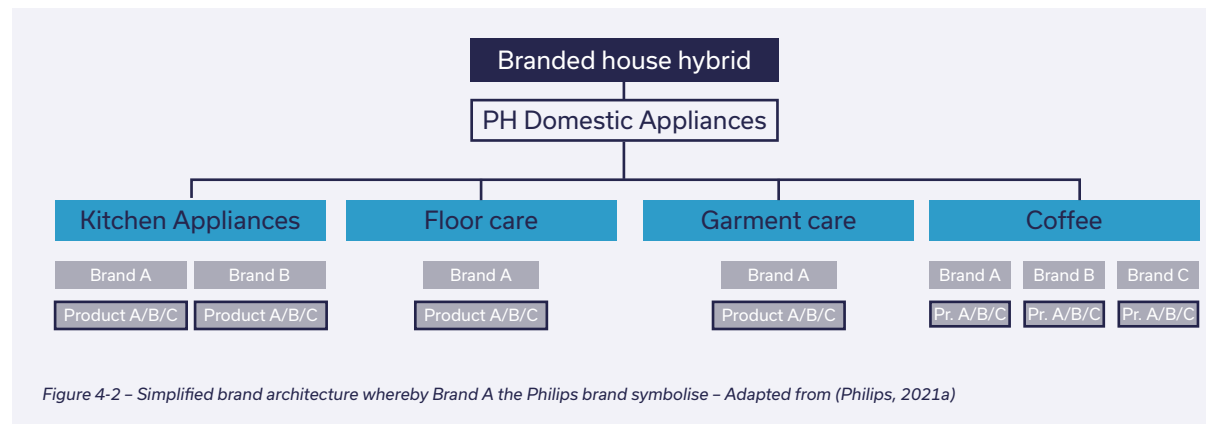 Branded house hybrid
PH Domestic Appliances
Kitchen Appliances
Floor care
Garment care
Coffee
Brand A
Brand B
Brand A
Brand A
Brand A
Brand B
Brand C
Product A/B/C
Product A/B/C
Product A/B/C
Product A/B/C
Pr. A/B/C
Pr. A/B/C
Pr. A/B/C
Figure 4-2 – Simplified brand architecture whereby Brand A the Philips brand symbolise – Adapted from (Philips, 2021a)